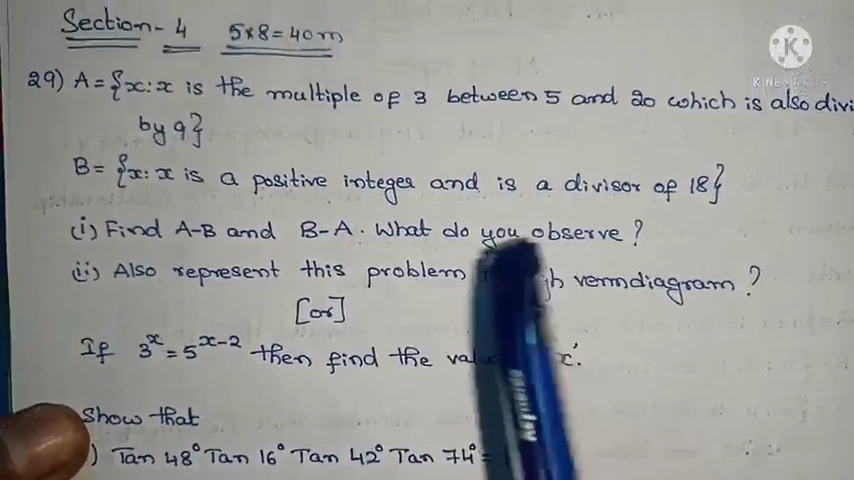 Section-4 5*8=40m
29) A={x:x is the multiple of 3 between 5 and 20 which is also divi
by 9}
B={x:x is a positive integer and is a divisor of 18}
(i) Find A-B and B-A. What do you observe?
(ii) Also represent this problem venndiagram?
[or]
If 3^x=5^x-2 then find the x'.
Show that
) Tan 48° Tan 16° Tan 42° Tan 74°=
K
KINEMASTER